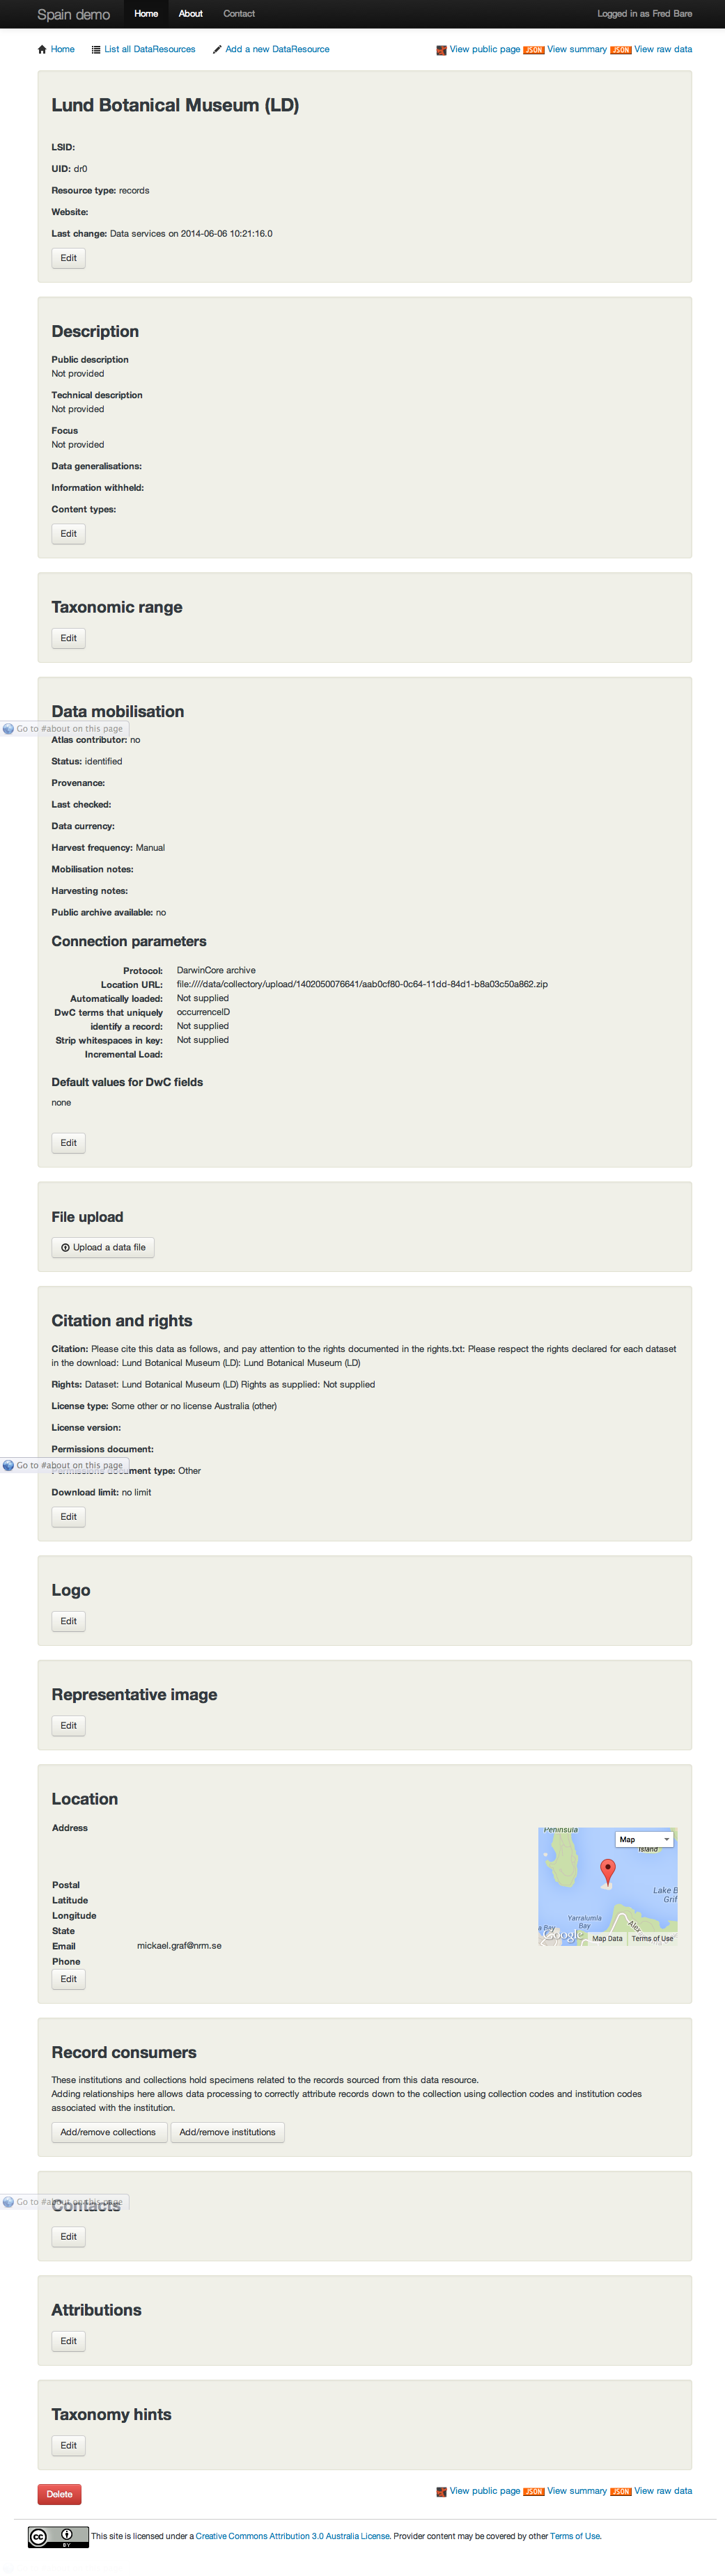 Spain demo Home About Contact Logged in as Fred Bare
Home List all DataResources Add a new DataResource View public page JSON View summary JSON View raw data
Lund Botanical Museum (LD)
LSID:
UID: dr0
Resource type: records
Website:
Last change: Data services on 2014-06-06 10:21:16.0
Edit
Description
Public description
Not provided
Technical description
Not provided
Focus
Not provided
Data generalisations:
Information withheld:
Content types:
Edit
Taxonomic range
Edit
Data mobilisation
Go to #about on this page
Atlas contributor: no
Status: identified
Provenance:
Last checked:
Data currency:
Harvest frequency: Manual
Mobilisation notes:
Harvesting notes:
Public archive available: no
Connection parameters
Protocol: DarwinCore archive
Location URL: file:////data/collectory/upload/1402050076641/aab0cf80-0c64-11dd-84d1-b8a03c50a862.zip
Automatically loaded: Not supplied
DwC terms that uniquely occurrenceID
identify a record: Not supplied
Strip whitespaces in key: Not supplied
Incremental Load:
Default values for DwC fields
none
Edit
File upload
Upload a data file
Citation and rights
Citation: Please cite this data as follows, and pay attention to the rights documented in the rights.txt: Please respect the rights declared for each dataset
in the download: Lund Botanical Museum (LD): Lund Botanical Museum (LD)
Rights: Dataset: Lund Botanical Museum (LD) Rights as supplied: Not supplied
License type: Some other or no license Australia (other)
License version:
Permissions document:
Go to #about on this page
Permissions document type: Other
Download limit: no limit
Edit
Logo
Edit
Representative image
Edit
Location
Address
Peninsula
Map
Island
Lake B
Grif
Yarralumla
Bay
a Bay
Alex
Google Map Data Terms of Use
Postal
Latitude
Longitude
State
Email mickael.graf@nrm.se
Phone
Edit
Record consumers
These institutions and collections hold specimens related to the records sourced from this data resource.
Adding relationships here allows data processing to correctly attribute records down to the collection using collection codes and institution codes
associated with the institution.
Add/remove collections Add/remove institutions
Go to #about on this page
Contacts
Edit
Attributions
Edit
Taxonomy hints
Edit
Delete View public page JSON View summary JSON View raw data
cc BY This site is licensed under a Creative Commons Attribution 3.0 Australia License. Provider content may be covered by other Terms of Use.